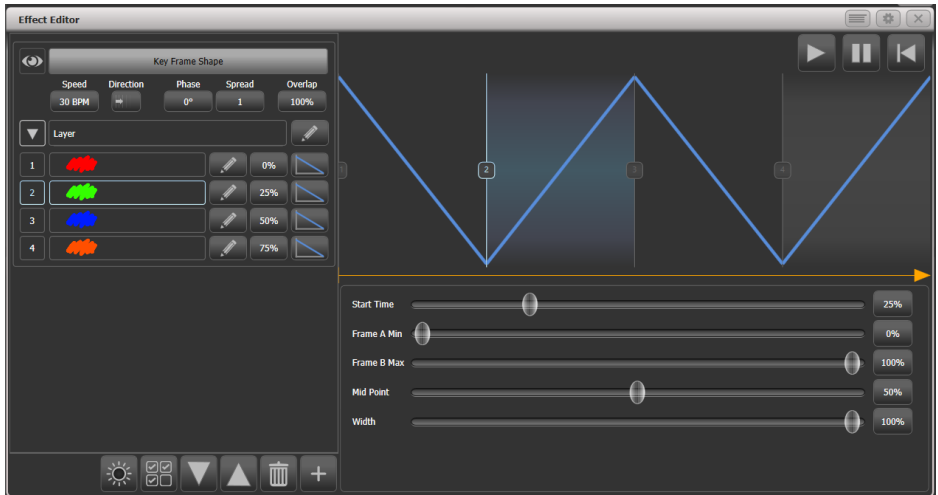 Effect Editor
Key Frame Shape
Speed Direction Phase Spread Overlap
30 BPM 0° 1 100%
Layer
1 0%
2 25%
3 50%
4 75%
1 2 3 4
Start Time 25%
Frame A Min 0%
Frame B Max 100%
Mid Point 50%
Width 100%